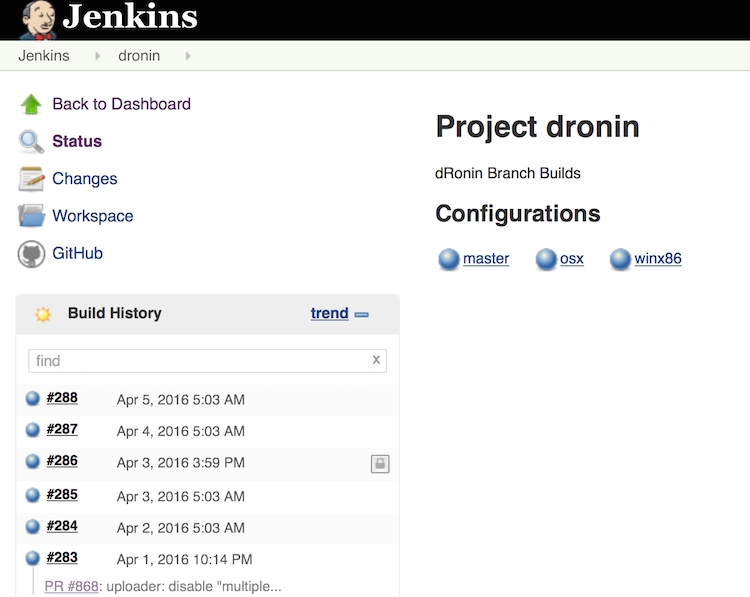 Jenkins
Jenkins dronin
Back to Dashboard
Status
Changes
Workspace
GitHub
Project dronin
dRonin Branch Builds
Configurations
master osx winx86
Build History trend
find x
#288 Apr 5, 2016 5:03 AM
#287 Apr 4, 2016 5:03 AM
#286 Apr 3, 2016 3:59 PM
#285 Apr 3, 2016 5:03 AM
#284 Apr 2, 2016 5:03 AM
#283 Apr 1, 2016 10:14 PM
PR #868: uploader: disable "multiple...